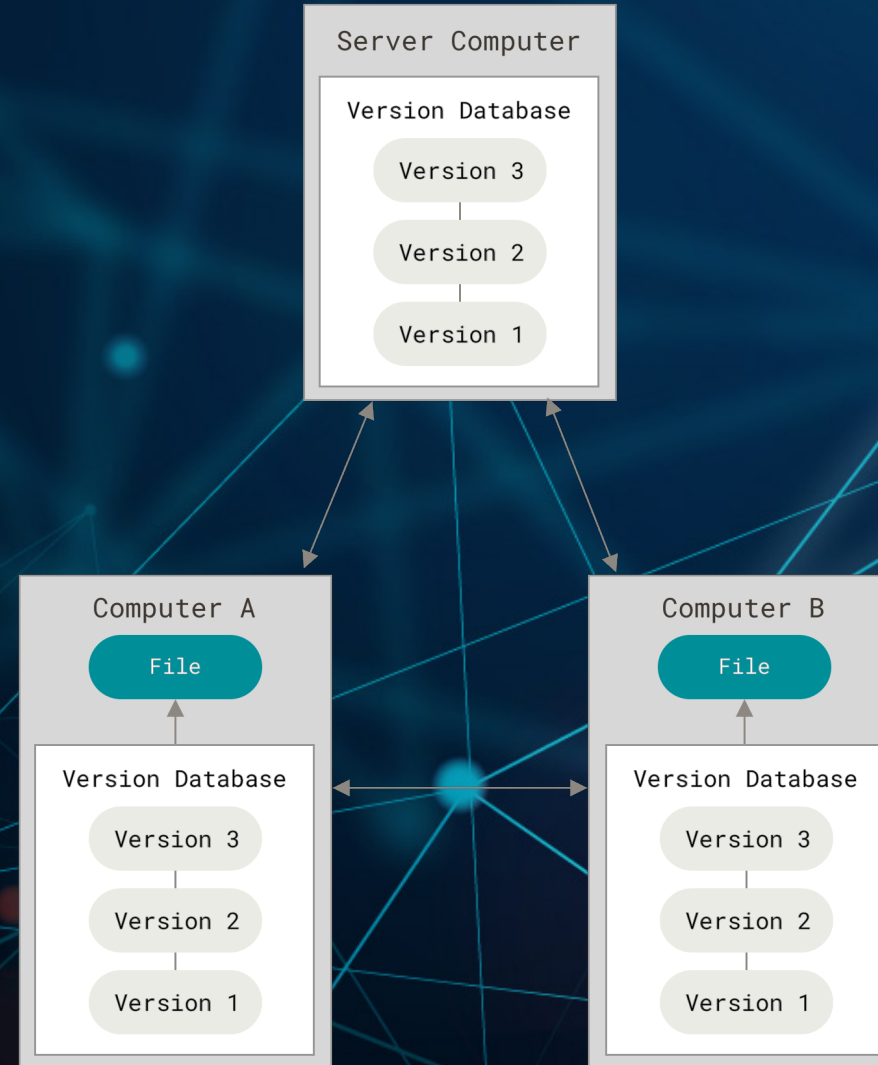 Server Computer
Version Database
Version 3
Version 2
Version 1
Computer A
File
Version Database
Version 3
Version 2
Version 1
Computer B
File
Version Database
Version 3
Version 2
Version 1